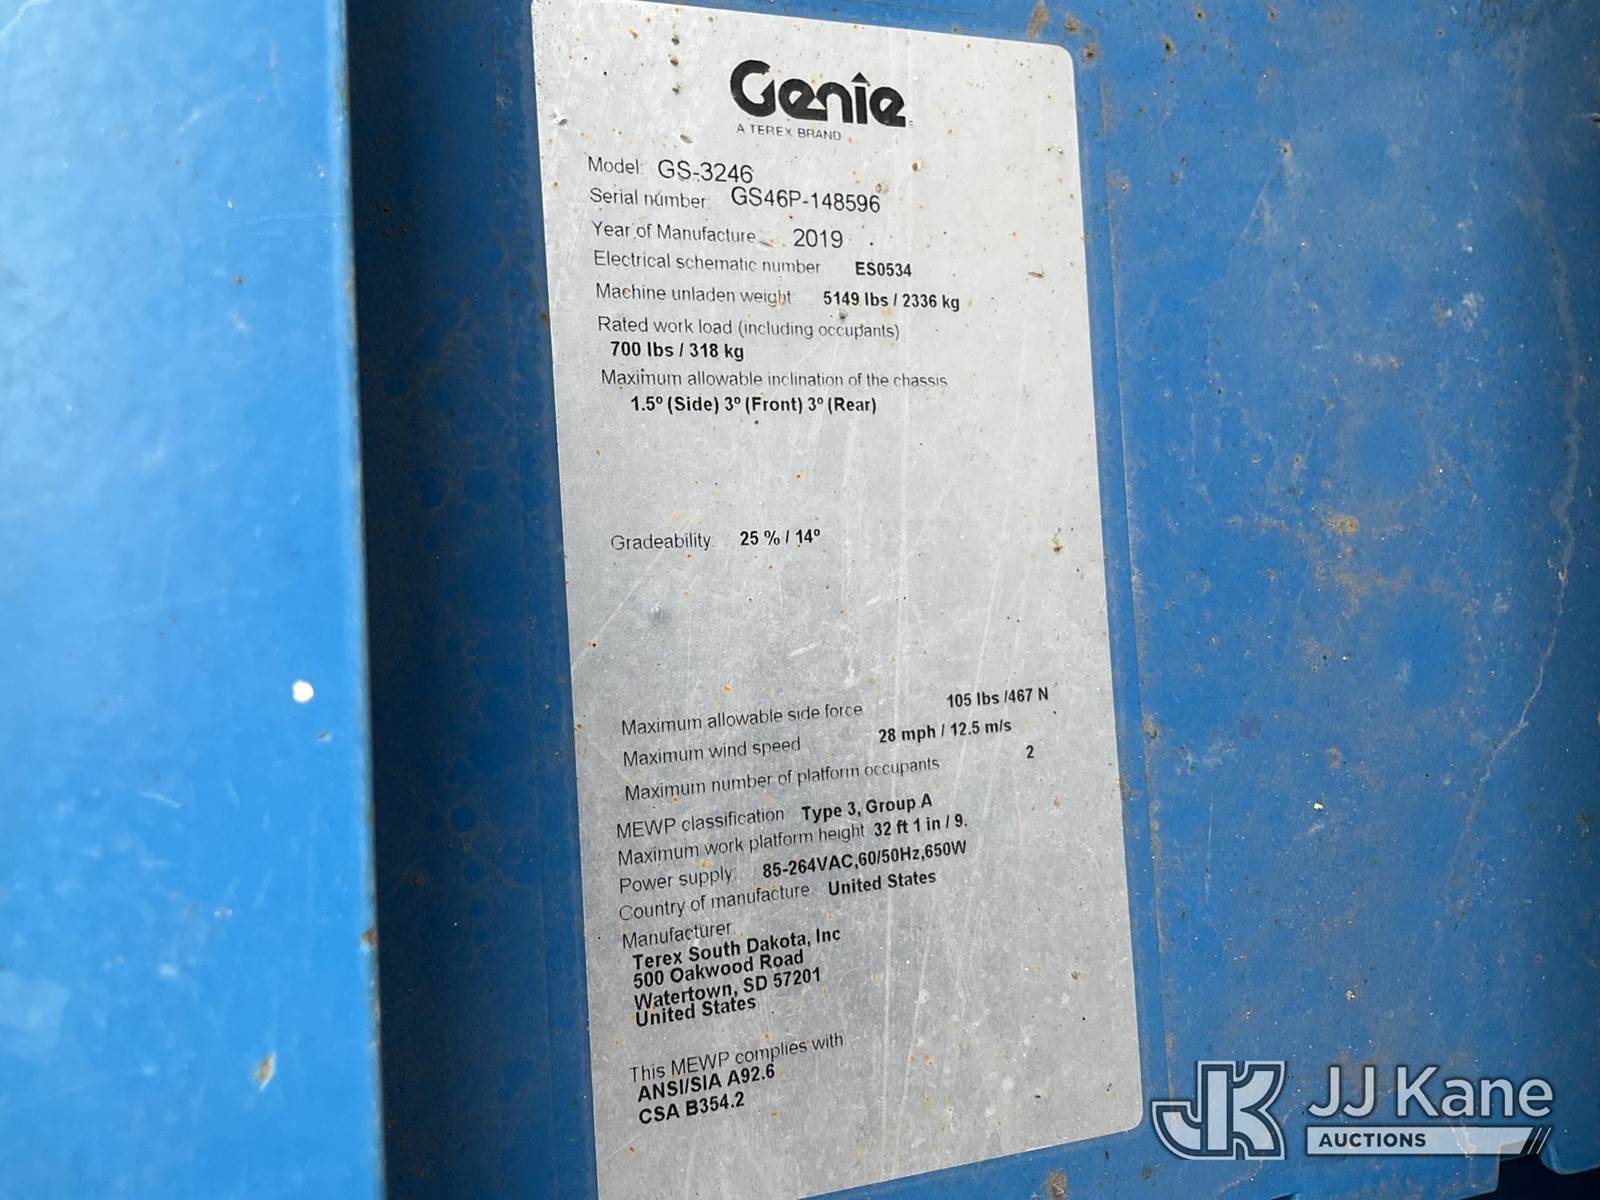 Genie
A TEREX BRAND
Model: GS-3246
Serial number: GS46P-148596
Year of Manufacture 2019
Electrical schematic number ES0534
Machine unladen weight 5149 lbs / 2336 kg
Rated work load (including occupants)
700 lbs / 318 kg
Maximum allowable inclination of the chassis
1.5º (Side) 3º (Front) 3º (Rear)
Gradeability: 25 % / 14º
Maximum allowable side force 105 lbs /467 N
Maximum wind speed 28 mph / 12.5 m/s
Maximum number of platform occupants 2
MEWP classification Type 3, Group A
Maximum work platform height 32 ft 1 in / 9.
Power supply: 85-264VAC,60/50Hz,650W
Country of manufacture United States
Manufacturer
Terex South Dakota, Inc
500 Oakwood Road
Watertown, SD 57201
United States
This MEWP complies with
ANSI/SIA A92.6
CSA B354.2
JK JJ Kane
AUCTIONS